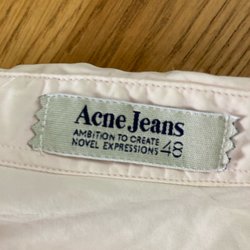 Acne Jeans
AMBITION TO CREATE
NOVEL EXPRESSIONS 48